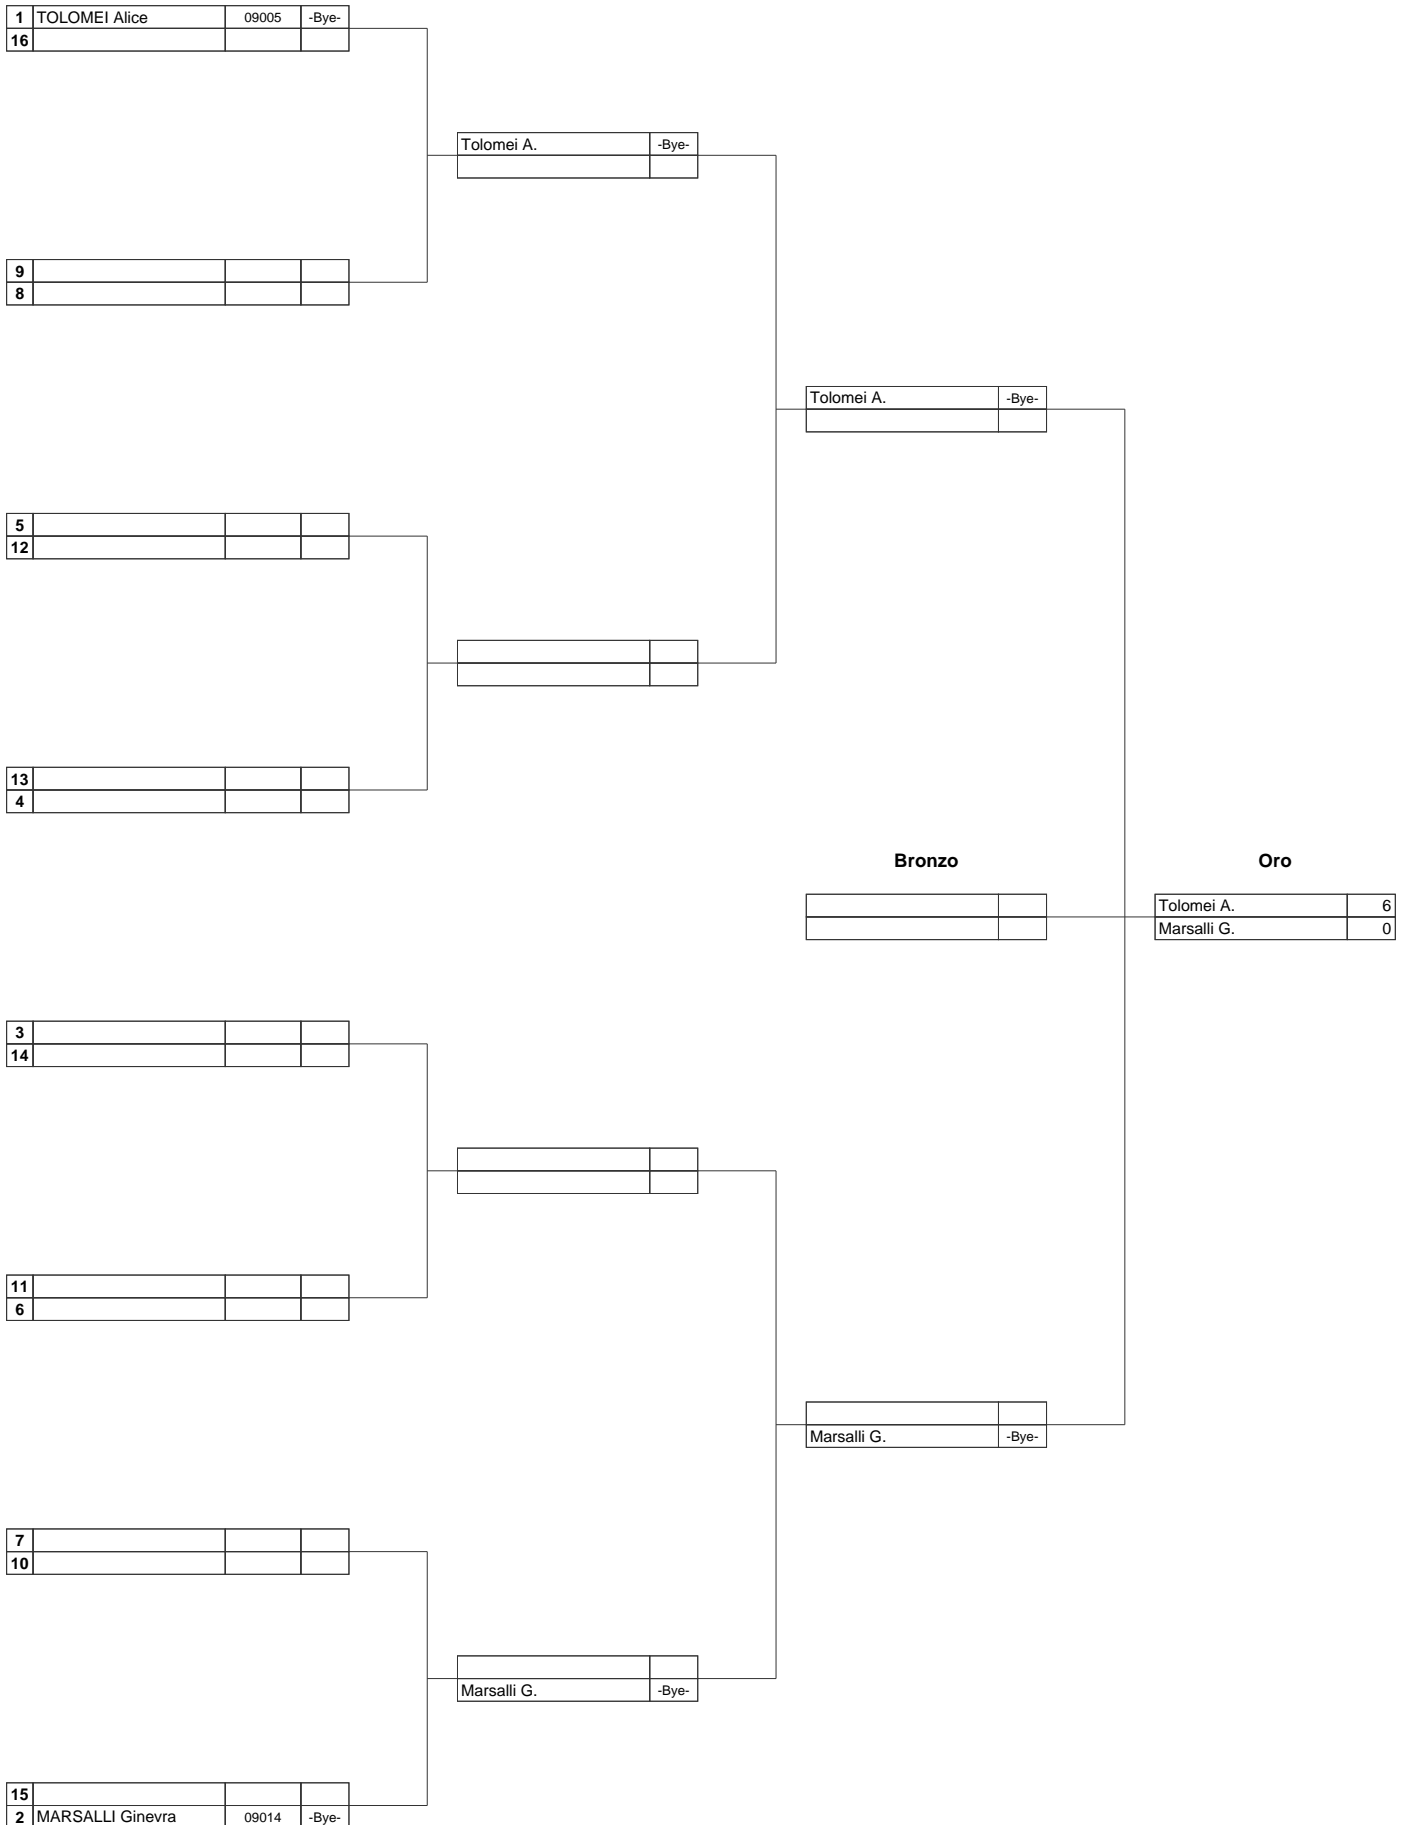 1 TOLOMEI Alice 09005 -Bye-
16
Tolomei A. -Bye-
9
8
Tolomei A. -Bye-
5
12
13
4
Bronzo Oro
Tolomei A. 6
Marsalli G. 0
3
14
11
6
Marsalli G. -Bye-
7
10
Marsalli G. -Bye-
15
2 MARSALLI Ginevra 09014 -Bye-